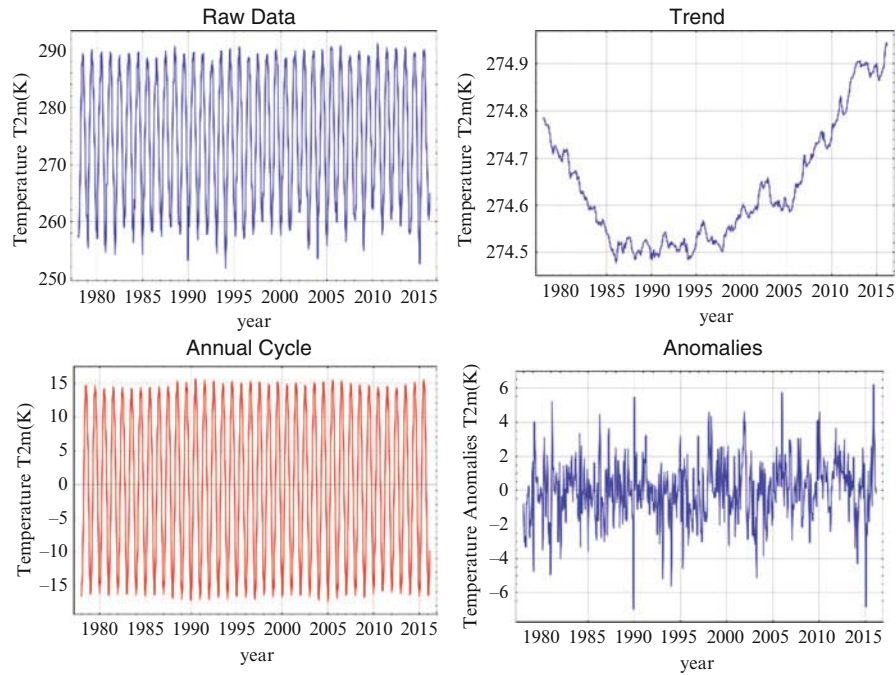 Raw Data
Temperature T2m(K)
290
280
270
260
250
1980 1985 1990 1995 2000 2005 2010 2015
year
Trend
Temperature T2m(K)
274.9
274.8
274.7
274.6
274.5
1980 1985 1990 1995 2000 2005 2010 2015
year
Annual Cycle
Temperature T2m(K)
15
10
5
0
−5
−10
−15
1980 1985 1990 1995 2000 2005 2010 2015
year
Anomalies
Temperature Anomalies T2m(K)
6
4
2
0
−2
−4
−6
1980 1985 1990 1995 2000 2005 2010 2015
year